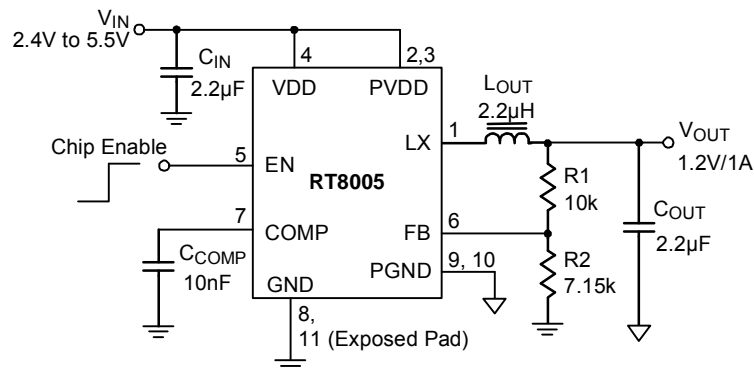 VIN
2.4V to 5.5V
CIN
2.2µF
4
2,3
VDD
PVDD
LOUT
2.2µH
LX
1
VOUT
1.2V/1A
Chip Enable
5
EN
RT8005
R1
10k
7
COMP
FB
6
COUT
2.2µF
CCOMP
10nF
GND
PGND
9, 10
R2
7.15k
8,
11 (Exposed Pad)